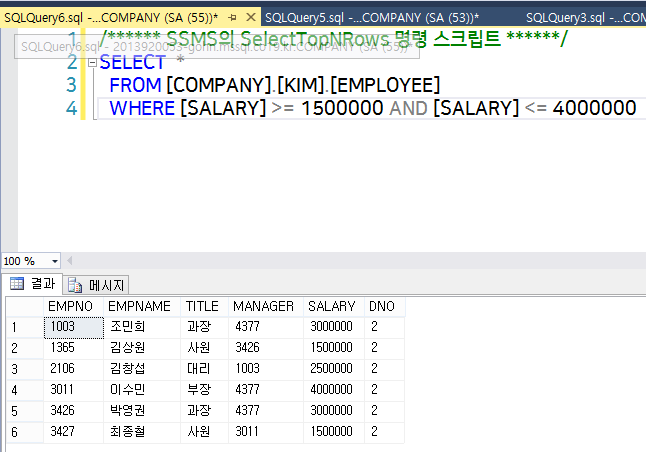 SQLQuery6.sql -...COMPANY (SA (55))* SQLQuery5.sql -...COMPANY (SA (53))* SQLQuery3.sql -...COM
SQLQuery6.sql - 2013920055-gohn.mssql.co19.kr.COMPANY (SA (55))*
1 /****** SSMS의 SelectTopNRows 명령 스크립트 ******/
2 SELECT *
3 FROM [COMPANY].[KIM].[EMPLOYEE]
4 WHERE [SALARY] >= 1500000 AND [SALARY] <= 4000000
100 %
결과 메시지
EMPNO EMPNAME TITLE MANAGER SALARY DNO
1 1003 조민희 과장 4377 3000000 2
2 1365 김상원 사원 3426 1500000 2
3 2106 김창섭 대리 1003 2500000 2
4 3011 이수민 부장 4377 4000000 2
5 3426 박영권 과장 4377 3000000 2
6 3427 최종철 사원 3011 1500000 2